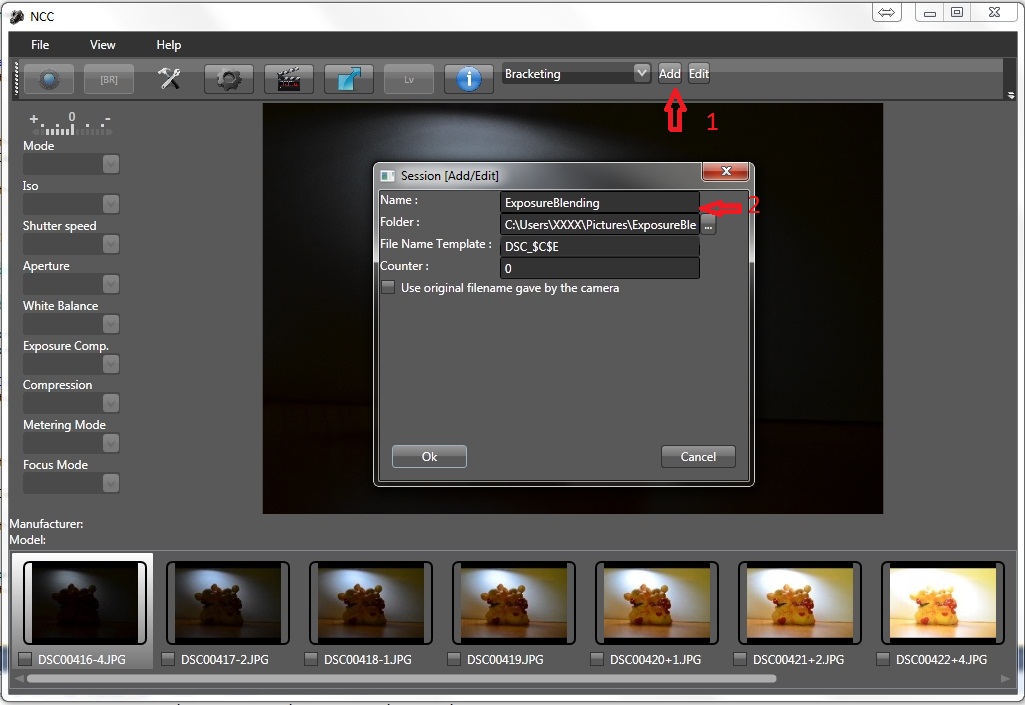 NCC
File View Help
[BR] Lv Bracketing Add Edit
1
+ 0 -
Mode
Iso
Shutter speed
Aperture
White Balance
Exposure Comp.
Compression
Metering Mode
Focus Mode
Session [Add/Edit]
Name : ExposureBlending
2
Folder : C:\Users\XXXX\Pictures\ExposureBle ...
File Name Template : DSC_$C$E
Counter : 0
Use original filename gave by the camera
Ok Cancel
Manufacturer:
Model:
DSC00416-4.JPG DSC00417-2.JPG DSC00418-1.JPG DSC00419.JPG DSC00420+1.JPG DSC00421+2.JPG DSC00422+4.JPG